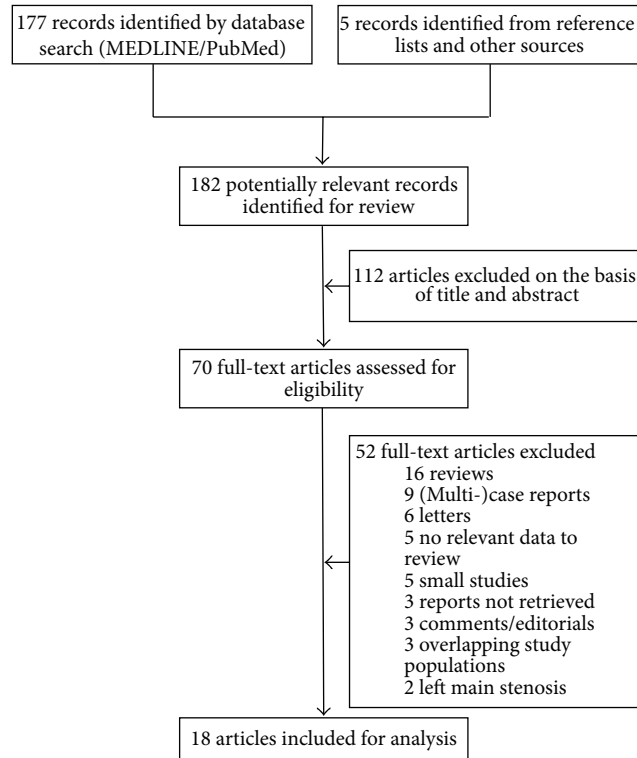 177 records identified by database
search (MEDLINE/PubMed)
5 records identified from reference
lists and other sources
182 potentially relevant records
identified for review
112 articles excluded on the basis
of title and abstract
70 full-text articles assessed for
eligibility
52 full-text articles excluded
16 reviews
9 (Multi-)case reports
6 letters
5 no relevant data to
review
5 small studies
3 reports not retrieved
3 comments/editorials
3 overlapping study
populations
2 left main stenosis
18 articles included for analysis